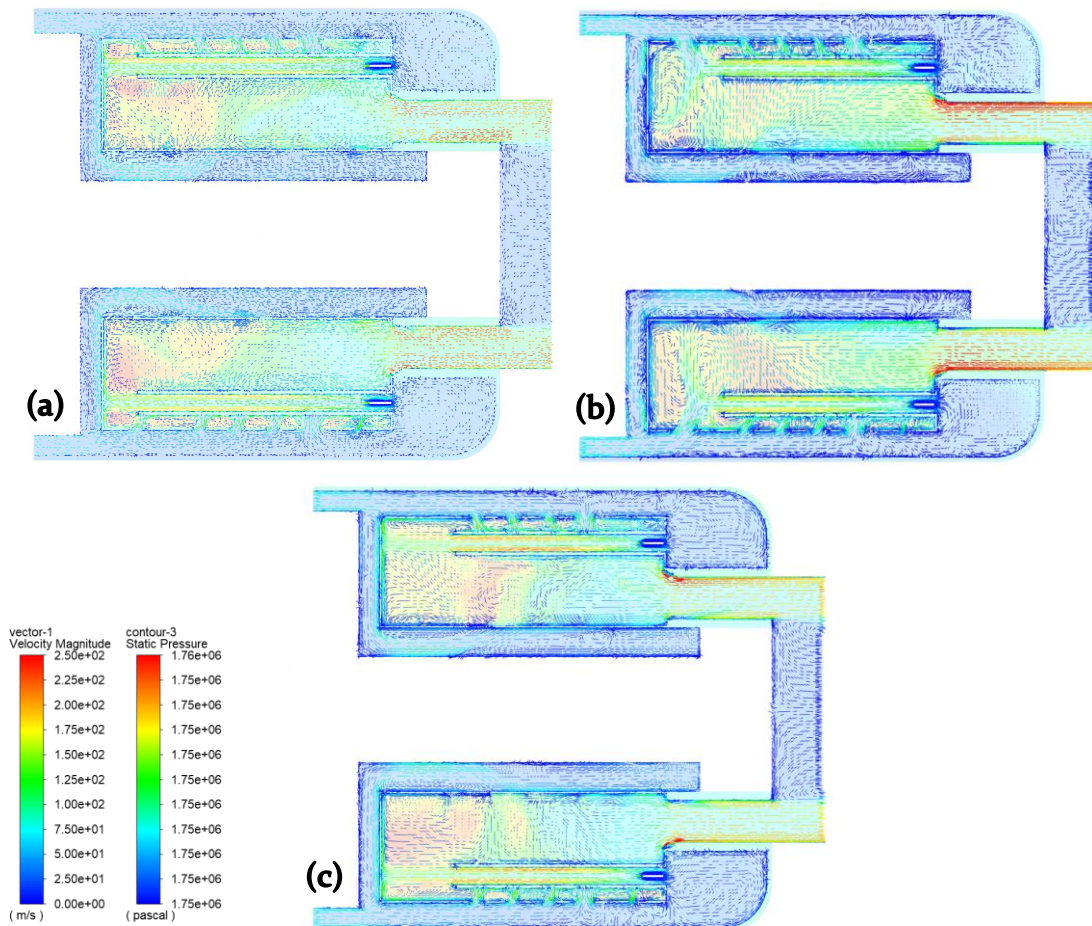 (a)
(b)
(c)
vector-1
Velocity Magnitude
2.50e+02
2.25e+02
2.00e+02
1.75e+02
1.50e+02
1.25e+02
1.00e+02
7.50e+01
5.00e+01
2.50e+01
0.00e+00
( m/s )
contour-3
Static Pressure
1.76e+06
1.76e+06
1.76e+06
1.75e+06
1.75e+06
1.75e+06
1.75e+06
1.75e+06
1.75e+06
1.75e+06
1.75e+06
( pascal )